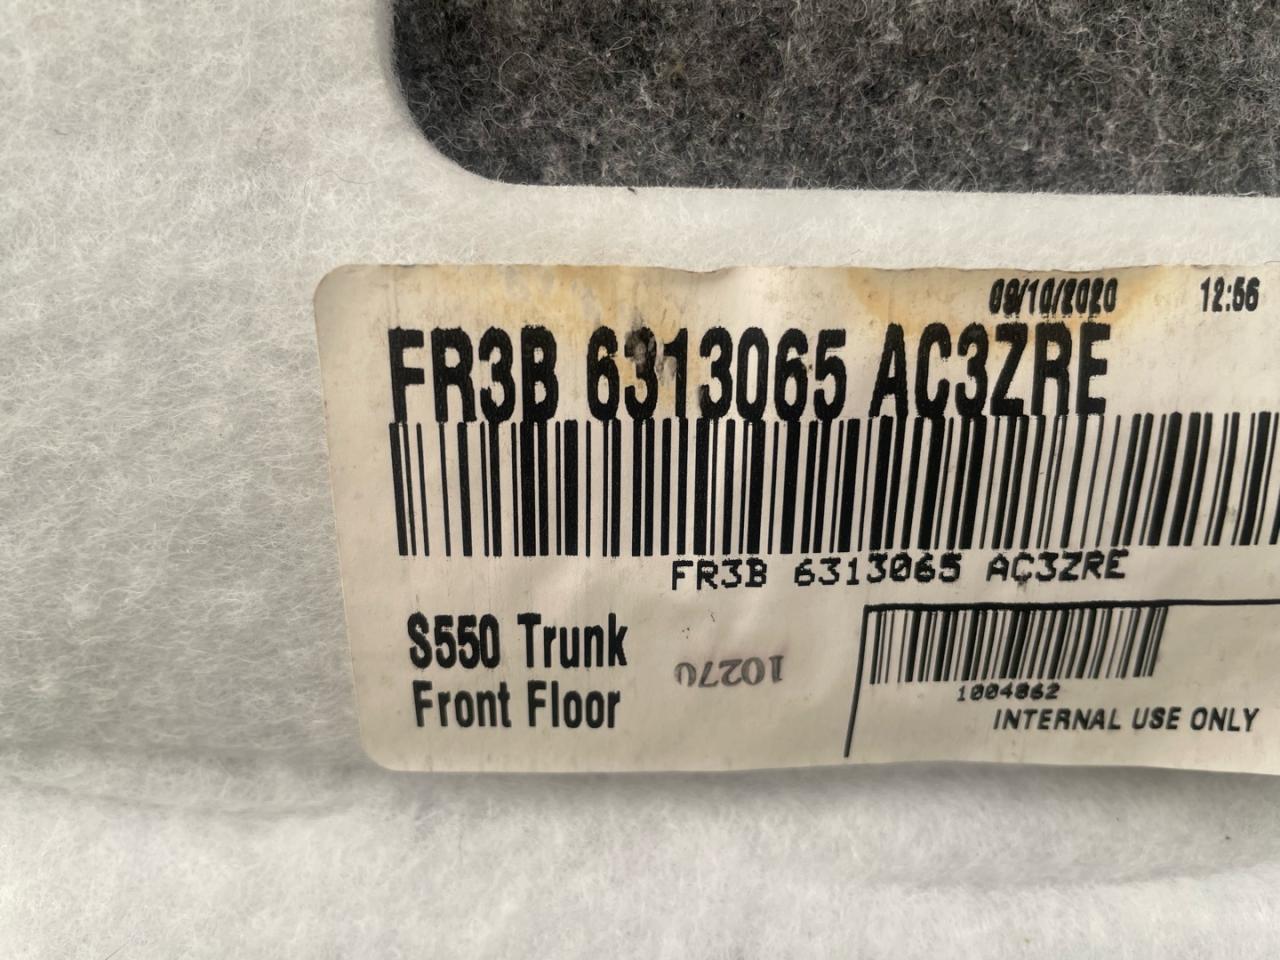 09/10/2020 12:56
FR3B 6313065 AC3ZRE
FR3B 6313065 AC3ZRE
S550 Trunk
Front Floor
10270
1004862
INTERNAL USE ONLY